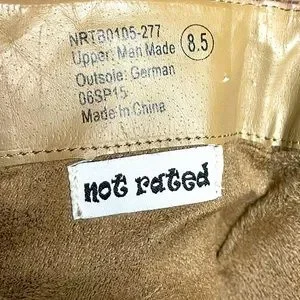 NRTB0105-277
Upper: Man Made
8.5
Outsole: German
06SP15
Made in China
not rated